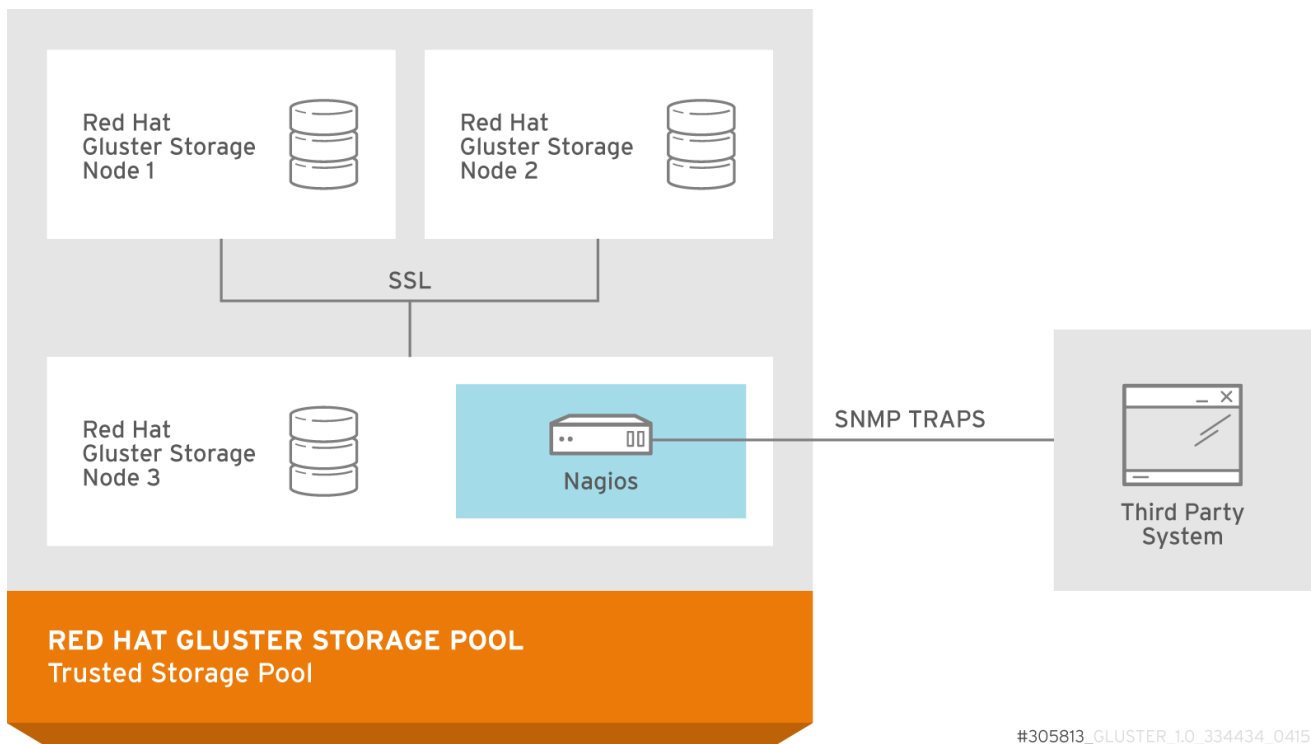 Red Hat
Gluster Storage
Node 1
Red Hat
Gluster Storage
Node 2
SSL
Red Hat
Gluster Storage
Node 3
Nagios
SNMP TRAPS
Third Party
System
RED HAT GLUSTER STORAGE POOL
Trusted Storage Pool
#305813_GLUSTER_1.0_334434_0415